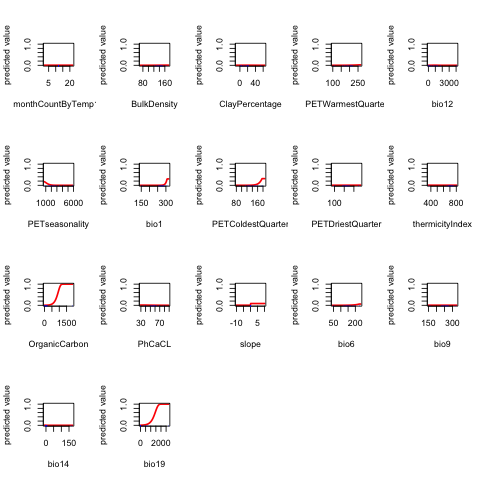 predicted value
0.0 1.0
5 20
monthCountByTemp
predicted value
0.0 1.0
80 160
BulkDensity
predicted value
0.0 1.0
0 40
ClayPercentage
predicted value
0.0 1.0
100 250
PETWarmestQuarte
predicted value
0.0 1.0
0 3000
bio12
predicted value
0.0 1.0
1000 6000
PETseasonality
predicted value
0.0 1.0
150 300
bio1
predicted value
0.0 1.0
80 160
PETColdestQuarter
predicted value
0.0 1.0
100
PETDriestQuarter
predicted value
0.0 1.0
400 800
thermicityIndex
predicted value
0.0 1.0
0 1500
OrganicCarbon
predicted value
0.0 1.0
30 70
PhCaCL
predicted value
0.0 1.0
-10 5
slope
predicted value
0.0 1.0
50 200
bio6
predicted value
0.0 1.0
150 300
bio9
predicted value
0.0 1.0
0 150
bio14
predicted value
0.0 1.0
0 2000
bio19